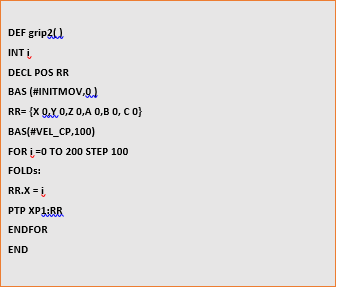 DEF grip2( )
INT i
DECL POS RR
BAS (#INITMOV,0 )
RR= {X 0,Y 0,Z 0,A 0,B 0, C 0}
BAS(#VEL_CP,100)
FOR i =0 TO 200 STEP 100
FOLDs:
RR.X = i
PTP XP1:RR
ENDFOR
END